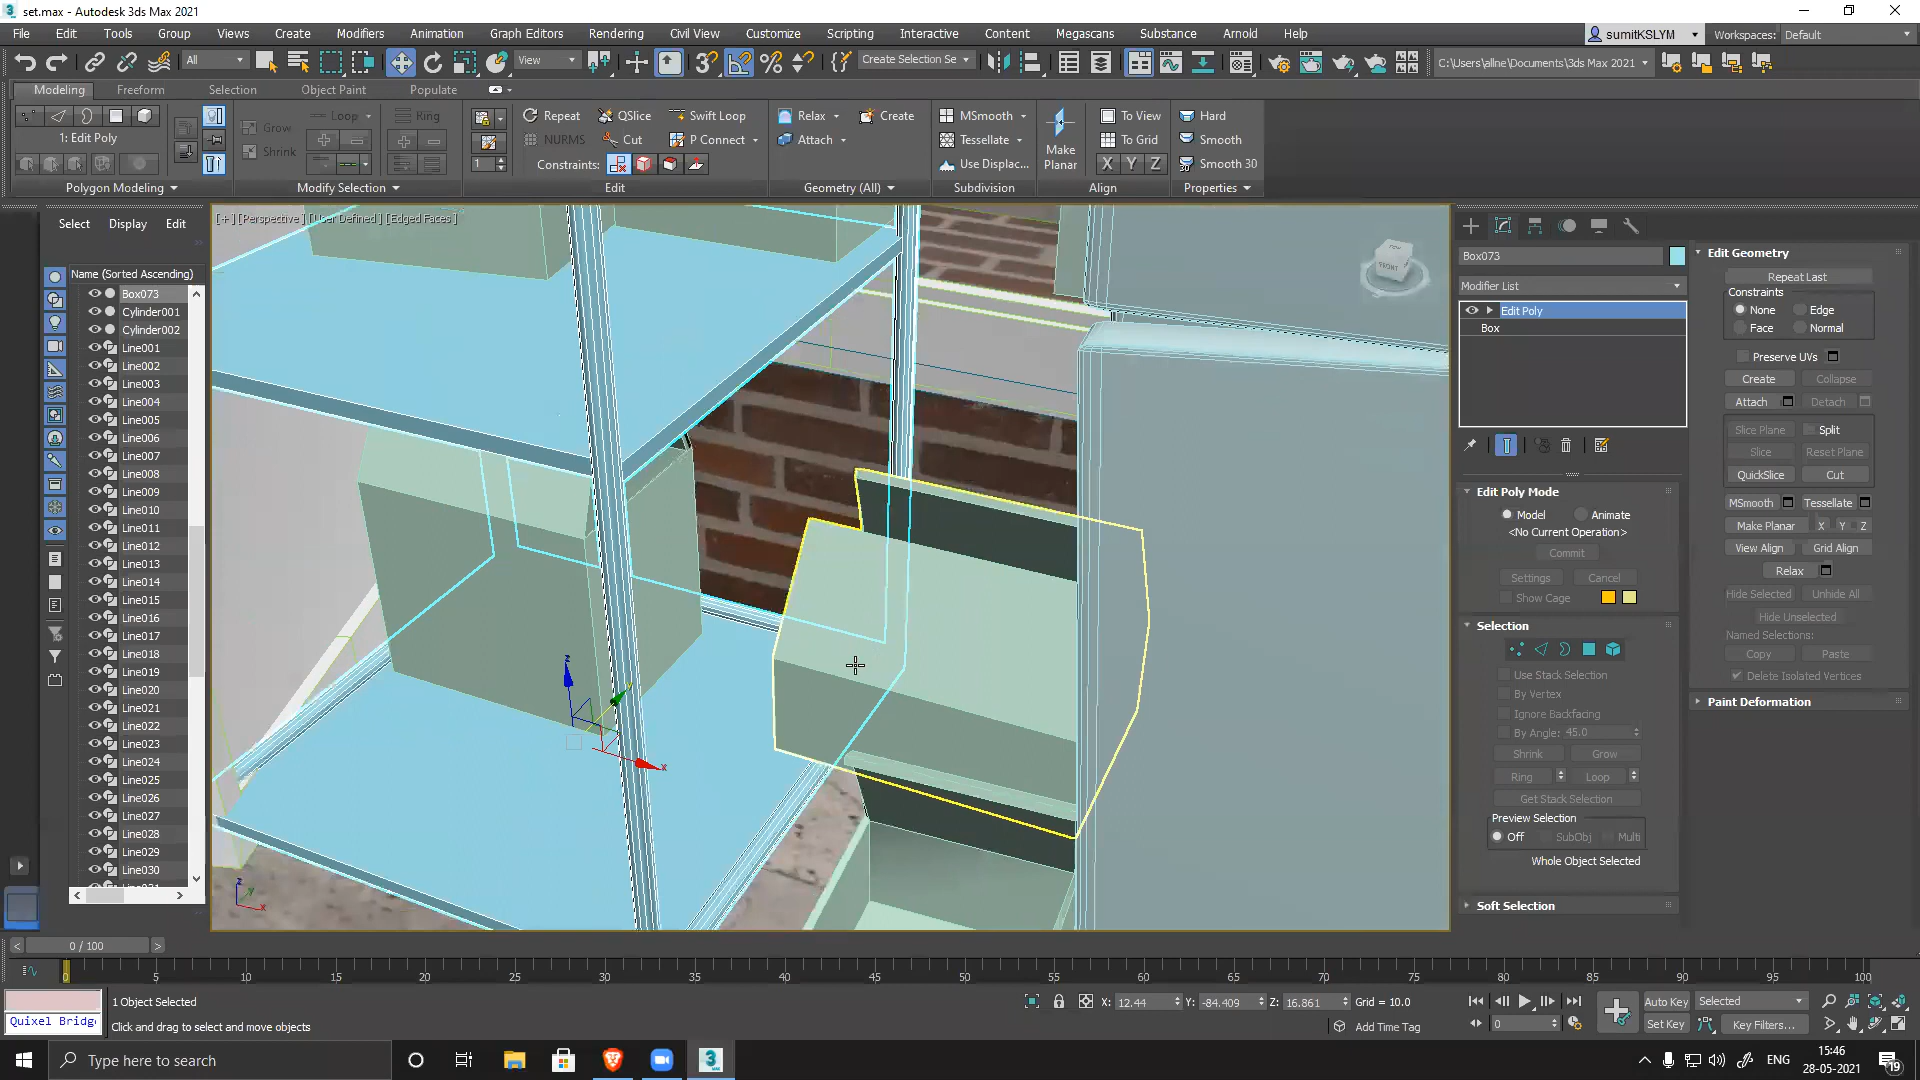 set.max - Autodesk 3ds Max 2021
File Edit Tools Group Views Create Modifiers Animation Graph Editors Rendering Civil View Customize Scripting Interactive Content Megascans Substance Arnold Help
sumitKSLYM
Workspaces: Default
All
View
Create Selection Se
C:\Users\allne\Documents\3ds Max 2021
Modeling Freeform Selection Object Paint Populate
1: Edit Poly
Polygon Modeling
Grow
Shrink
Loop
Ring
Modify Selection
1
Repeat QSlice Swift Loop
NURMS Cut P Connect
Constraints:
Edit
Relax Create
Attach
Geometry (All)
MSmooth
Tessellate
Use Displac...
Subdivision
Make Planar
To View
To Grid
X Y Z
Align
Hard
Smooth
Smooth 30
Properties
Select Display Edit
Name (Sorted Ascending)
Box073
Cylinder001
Cylinder002
Line001
Line002
Line003
Line004
Line005
Line006
Line007
Line008
Line009
Line010
Line011
Line012
Line013
Line014
Line015
Line016
Line017
Line018
Line019
Line020
Line021
Line022
Line023
Line024
Line025
Line026
Line027
Line028
Line029
Line030
[+] [Perspective] [User Defined] [Edged Faces]
FRONT
z
x
z
y
x
Box073
Modifier List
Edit Poly
Box
Edit Poly Mode
Model Animate
<No Current Operation>
Commit
Settings Cancel
Show Cage
Selection
Use Stack Selection
By Vertex
Ignore Backfacing
By Angle: 45.0
Shrink Grow
Ring Loop
Get Stack Selection
Preview Selection
Off SubObj Multi
Whole Object Selected
Soft Selection
Edit Geometry
Repeat Last
Constraints
None Edge
Face Normal
Preserve UVs
Create Collapse
Attach Detach
Slice Plane Split
Slice Reset Plane
QuickSlice Cut
MSmooth Tessellate
Make Planar X Y Z
View Align Grid Align
Relax
Hide Selected Unhide All
Hide Unselected
Named Selections:
Copy Paste
Delete Isolated Vertices
Paint Deformation
0 / 100
0 5 10 15 20 25 30 35 40 45 50 55 60 65 70 75 80 85 90 95 100
Quixel Bridg
1 Object Selected
Click and drag to select and move objects
X: 12.44 Y: -84.409 Z: 16.861 Grid = 10.0
Add Time Tag
0
Auto Key Selected
Set Key Key Filters...
Type here to search
3
ENG
15:46
28-05-2021
19